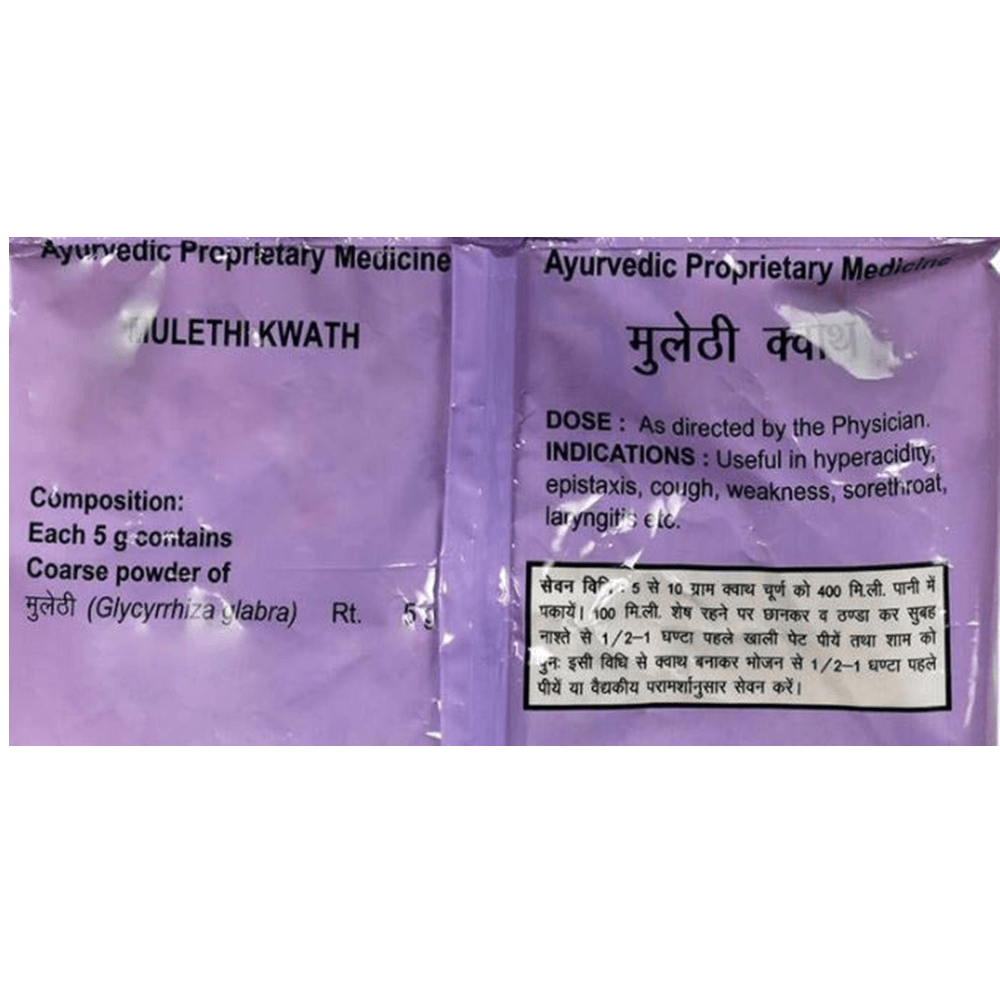 Ayurvedic Proprietary Medicine
MULETHI KWATH
Composition:
Each 5 g contains
Coarse powder of
मुलेठी (Glycyrrhiza glabra) Rt. 5 g
Ayurvedic Proprietary Medicine
मुलेठी क्वाथ
DOSE : As directed by the Physician.
INDICATIONS : Useful in hyperacidity,
epistaxis, cough, weakness, sorethroat,
laryngitis etc.
सेवन विधि : 5 से 10 ग्राम क्वाथ चूर्ण को 400 मि.ली. पानी में
पकायें। 100 मि.ली. शेष रहने पर छानकर व ठण्डा कर सुबह
नाश्ते से 1/2–1 घण्टा पहले खाली पेट पीयें तथा शाम को
पुनः इसी विधि से क्वाथ बनाकर भोजन से 1/2–1 घण्टा पहले
पीयें या वैद्यकीय परामर्शानुसार सेवन करें।